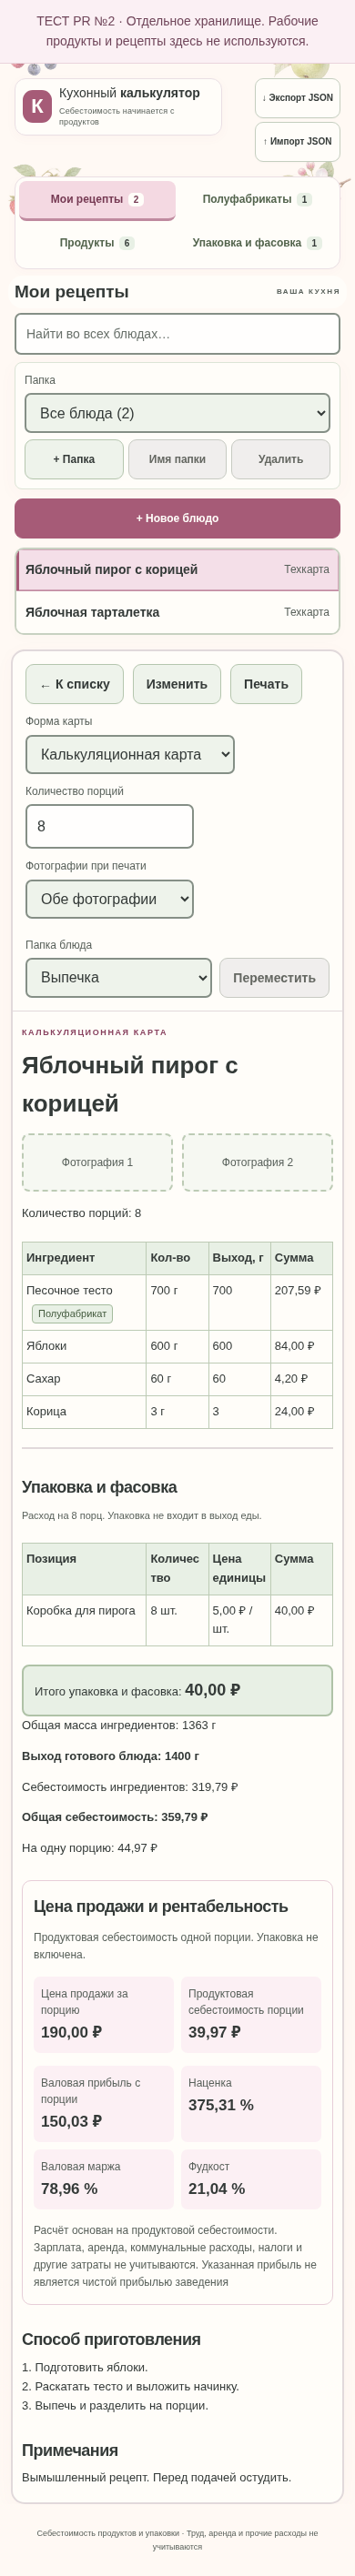 ТЕСТ PR №2 · Отдельное хранилище. Рабочие
продукты и рецепты здесь не используются.
К
Кухонный калькулятор
Себестоимость начинается с
продуктов
↓ Экспорт JSON
↑ Импорт JSON
Мои рецепты 2
Полуфабрикаты 1
Продукты 6
Упаковка и фасовка 1
Мои рецепты
ВАША КУХНЯ
Найти во всех блюдах…
Папка
Все блюда (2)
+ Папка
Имя папки
Удалить
+ Новое блюдо
Яблочный пирог с корицей Техкарта
Яблочная тарталетка Техкарта
← К списку
Изменить
Печать
Форма карты
Калькуляционная карта
Количество порций
8
Фотографии при печати
Обе фотографии
Папка блюда
Выпечка
Переместить
КАЛЬКУЛЯЦИОННАЯ КАРТА
Яблочный пирог с
корицей
Фотография 1
Фотография 2
Количество порций: 8
Ингредиент Кол-во Выход, г Сумма
Песочное тесто 700 г 700 207,59 ₽
Полуфабрикат
Яблоки 600 г 600 84,00 ₽
Сахар 60 г 60 4,20 ₽
Корица 3 г 3 24,00 ₽
Упаковка и фасовка
Расход на 8 порц. Упаковка не входит в выход еды.
Позиция Количес Цена Сумма
тво единицы
Коробка для пирога 8 шт. 5,00 ₽ / 40,00 ₽
шт.
Итого упаковка и фасовка: 40,00 ₽
Общая масса ингредиентов: 1363 г
Выход готового блюда: 1400 г
Себестоимость ингредиентов: 319,79 ₽
Общая себестоимость: 359,79 ₽
На одну порцию: 44,97 ₽
Цена продажи и рентабельность
Продуктовая себестоимость одной порции. Упаковка не
включена.
Цена продажи за
порцию
190,00 ₽
Продуктовая
себестоимость порции
39,97 ₽
Валовая прибыль с
порции
150,03 ₽
Наценка
375,31 %
Валовая маржа
78,96 %
Фудкост
21,04 %
Расчёт основан на продуктовой себестоимости.
Зарплата, аренда, коммунальные расходы, налоги и
другие затраты не учитываются. Указанная прибыль не
является чистой прибылью заведения
Способ приготовления
1. Подготовить яблоки.
2. Раскатать тесто и выложить начинку.
3. Выпечь и разделить на порции.
Примечания
Вымышленный рецепт. Перед подачей остудить.
Себестоимость продуктов и упаковки · Труд, аренда и прочие расходы не
учитываются